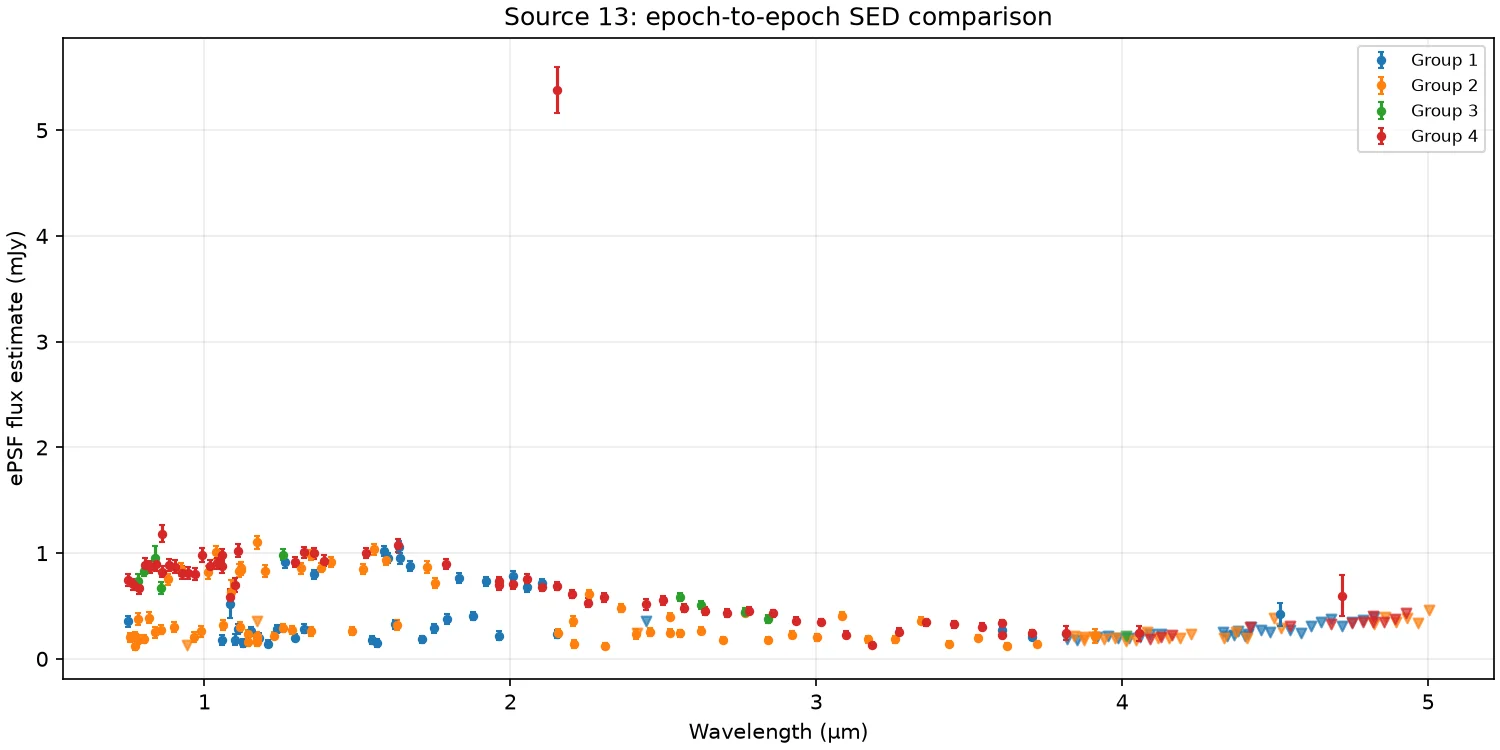 Source 13: epoch-to-epoch SED comparison
ePSF flux estimate (mJy)
5
4
3
2
1
0
Group 1
Group 2
Group 3
Group 4
1 2 3 4 5
Wavelength (μm)